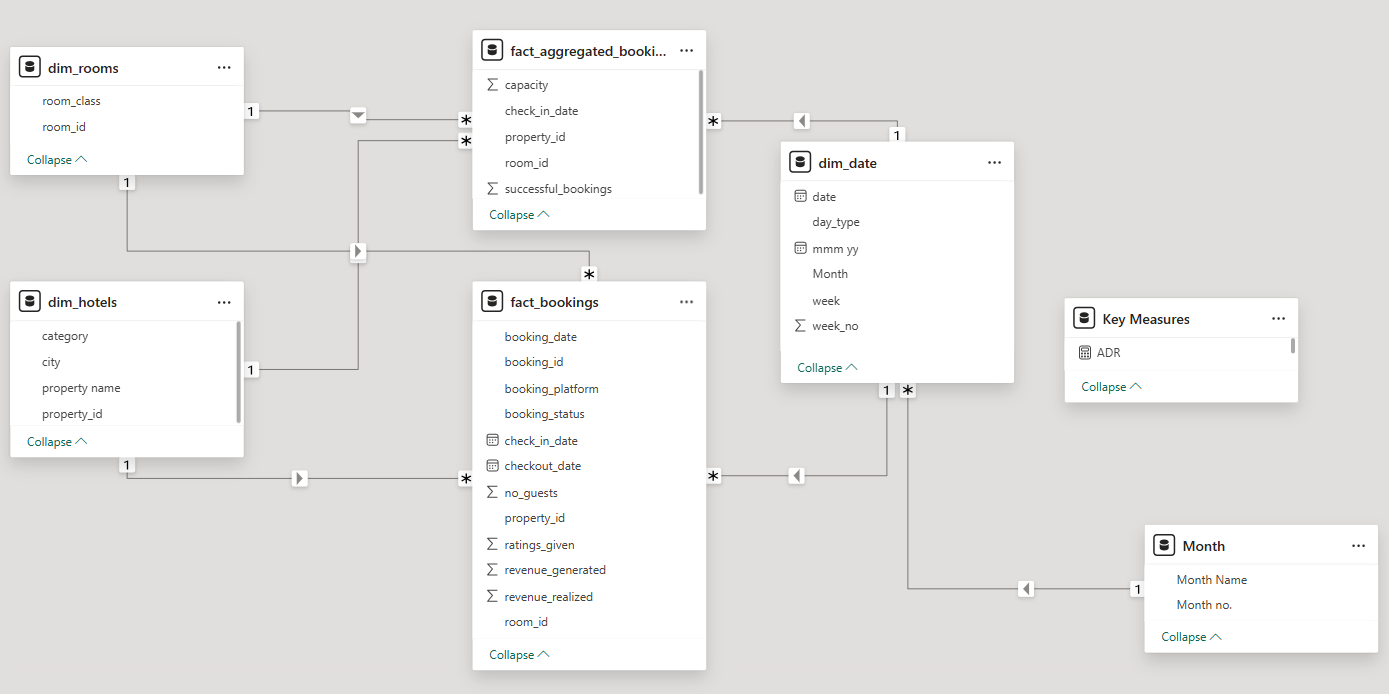 dim_rooms ...
room_class
room_id
Collapse
1
1
fact_aggregated_booki... ...
capacity
check_in_date
property_id
room_id
successful_bookings
Collapse
*
*
*
1
dim_date ...
date
day_type
mmm yy
Month
week
week_no
Collapse
1 *
dim_hotels ...
category
city
property name
property_id
Collapse
1
1
*
fact_bookings ...
booking_date
booking_id
booking_platform
booking_status
check_in_date
checkout_date
no_guests
property_id
ratings_given
revenue_generated
revenue_realized
room_id
Collapse
*
*
Key Measures ...
ADR
Collapse
Month ...
Month Name
Month no.
Collapse
1